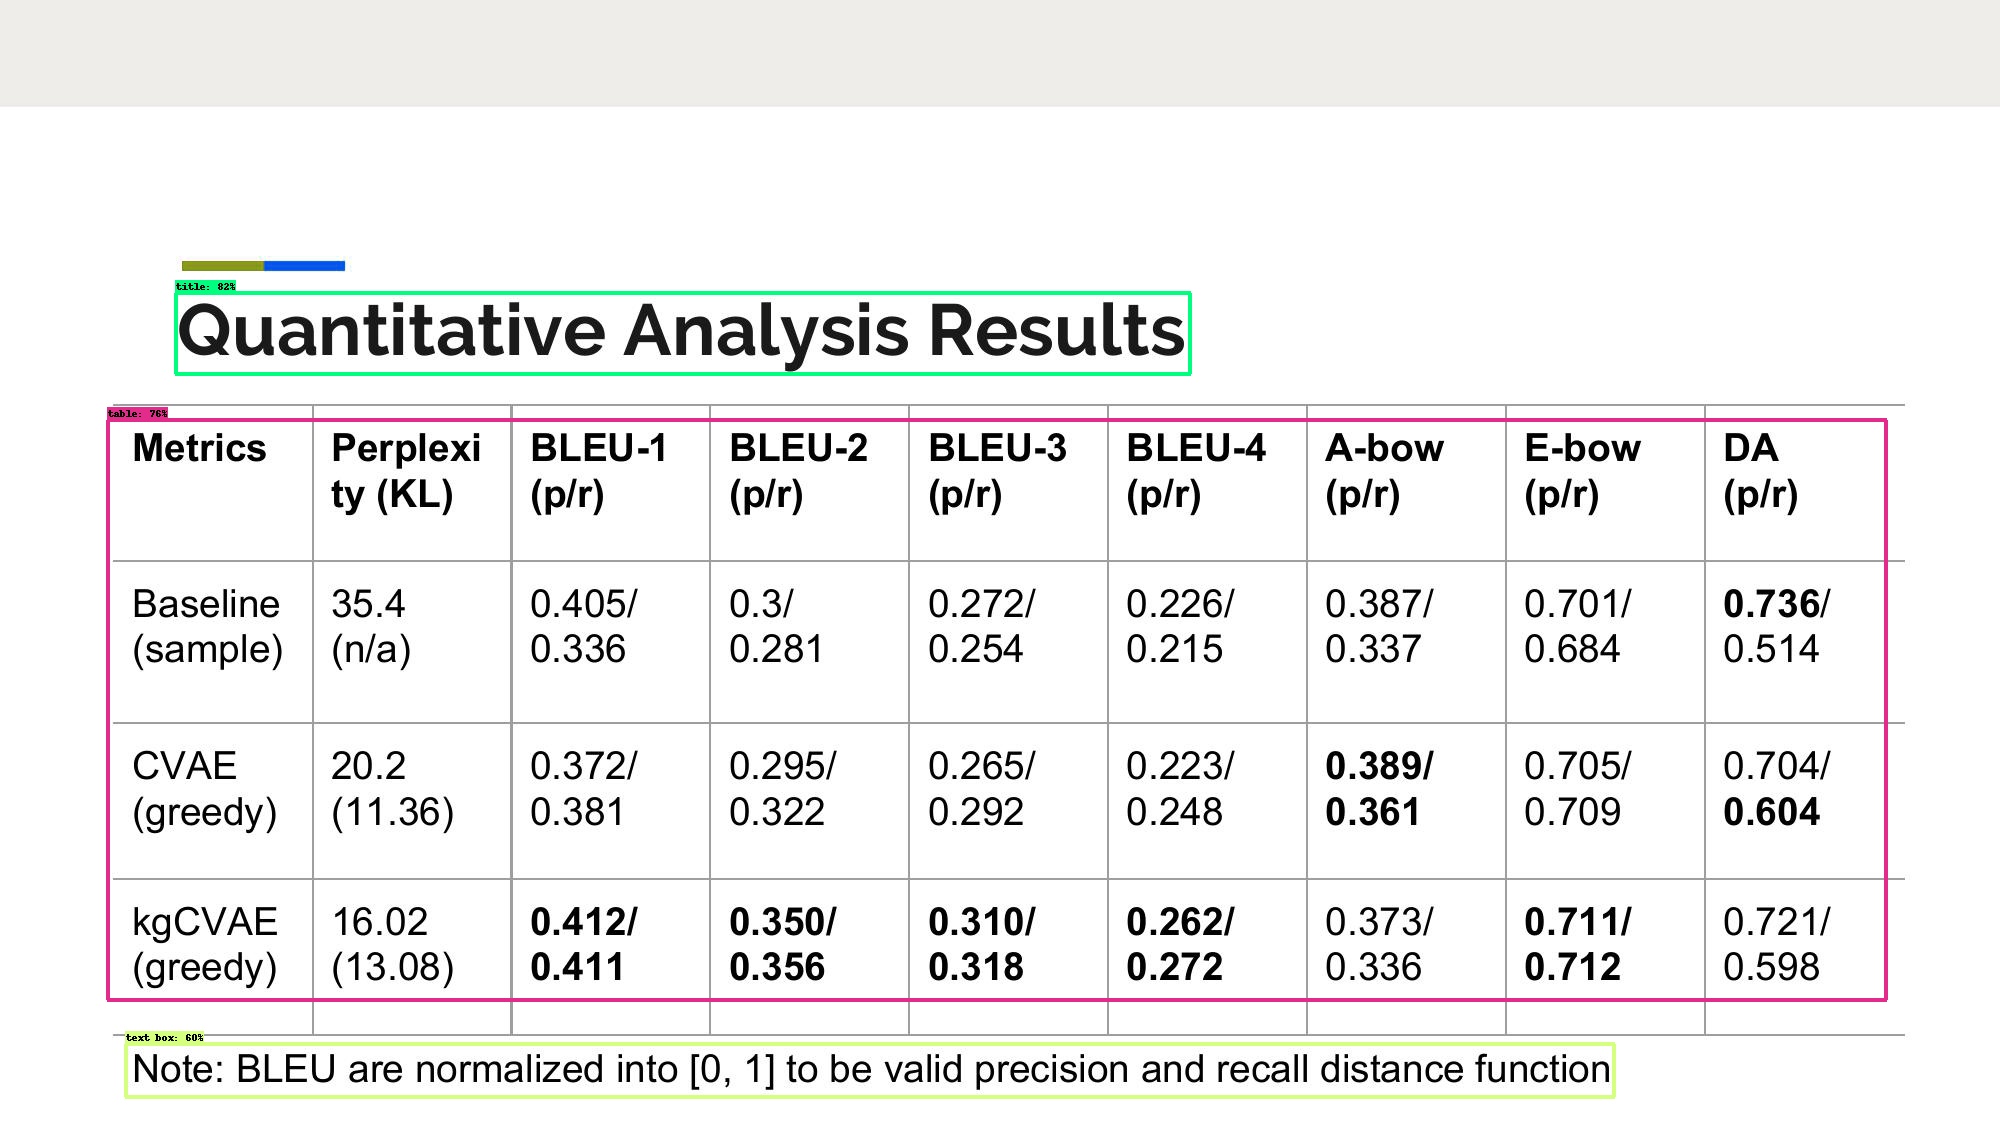 title: 82%
Quantitative Analysis Results
table: 76%
Metrics Perplexi BLEU-1 BLEU-2 BLEU-3 BLEU-4 A-bow E-bow DA
ty (KL) (p/r) (p/r) (p/r) (p/r) (p/r) (p/r) (p/r)
Baseline 35.4 0.405/ 0.3/ 0.272/ 0.226/ 0.387/ 0.701/ 0.736/
(sample) (n/a) 0.336 0.281 0.254 0.215 0.337 0.684 0.514
CVAE 20.2 0.372/ 0.295/ 0.265/ 0.223/ 0.389/ 0.705/ 0.704/
(greedy) (11.36) 0.381 0.322 0.292 0.248 0.361 0.709 0.604
kgCVAE 16.02 0.412/ 0.350/ 0.310/ 0.262/ 0.373/ 0.711/ 0.721/
(greedy) (13.08) 0.411 0.356 0.318 0.272 0.336 0.712 0.598
text box: 60%
Note: BLEU are normalized into [0, 1] to be valid precision and recall distance function